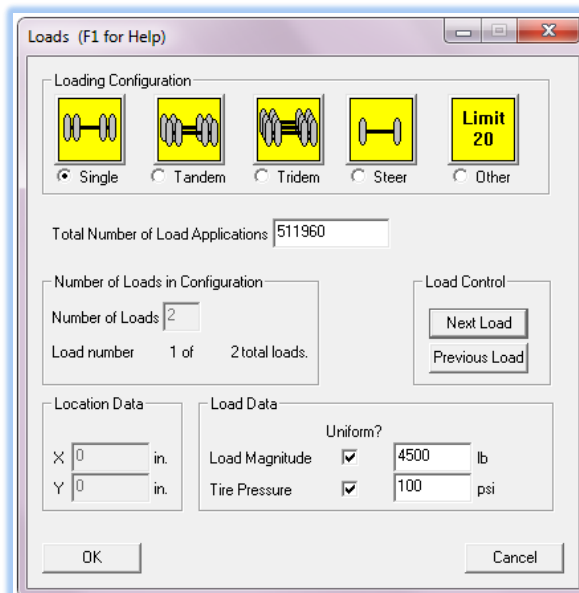 Loads (F1 for Help)
Loading Configuration
Limit
20
Single Tandem Tridem Steer Other
Total Number of Load Applications 511960
Number of Loads in Configuration
Number of Loads 2
Load number 1 of 2 total loads.
Load Control
Next Load
Previous Load
Location Data
X 0 in.
Y 0 in.
Load Data
Uniform?
Load Magnitude 4500 lb
Tire Pressure 100 psi
OK
Cancel